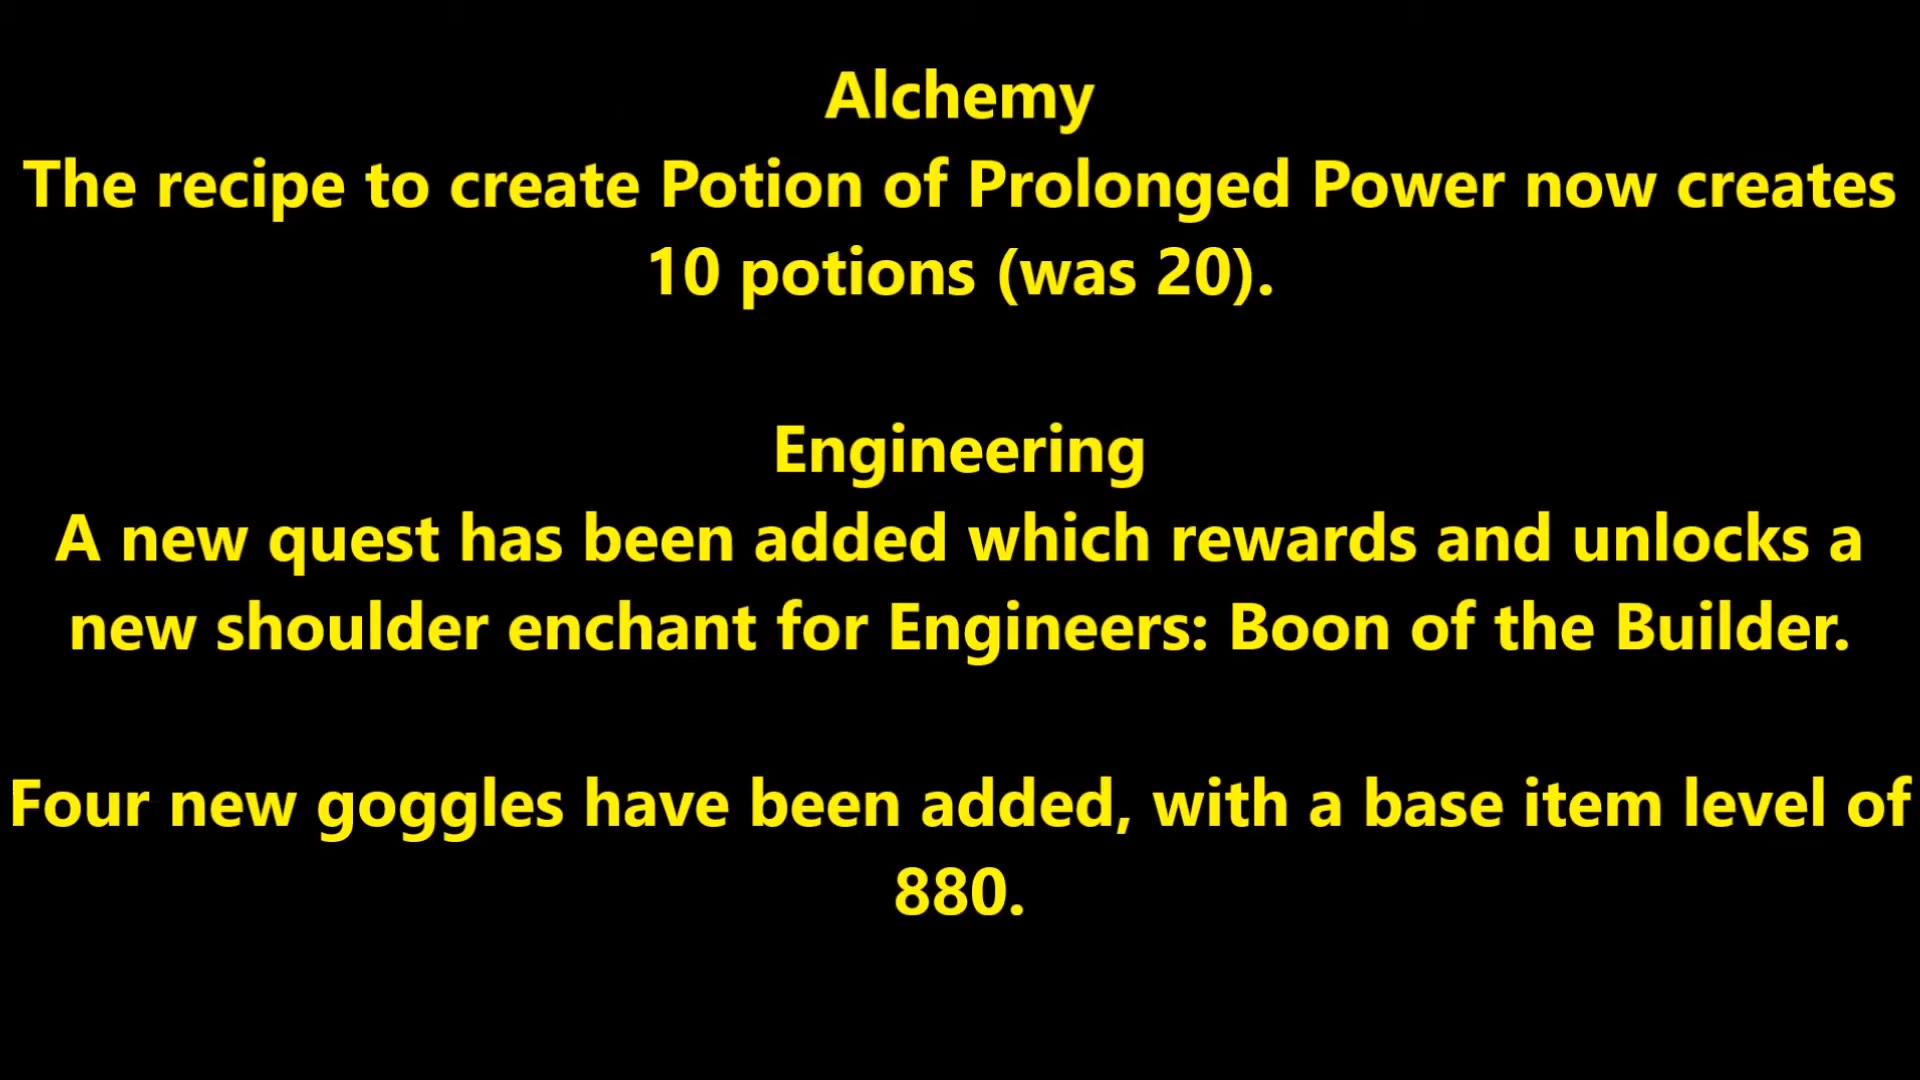 Alchemy
The recipe to create Potion of Prolonged Power now creates
10 potions (was 20).
Engineering
A new quest has been added which rewards and unlocks a
new shoulder enchant for Engineers: Boon of the Builder.
Four new goggles have been added, with a base item level of
880.